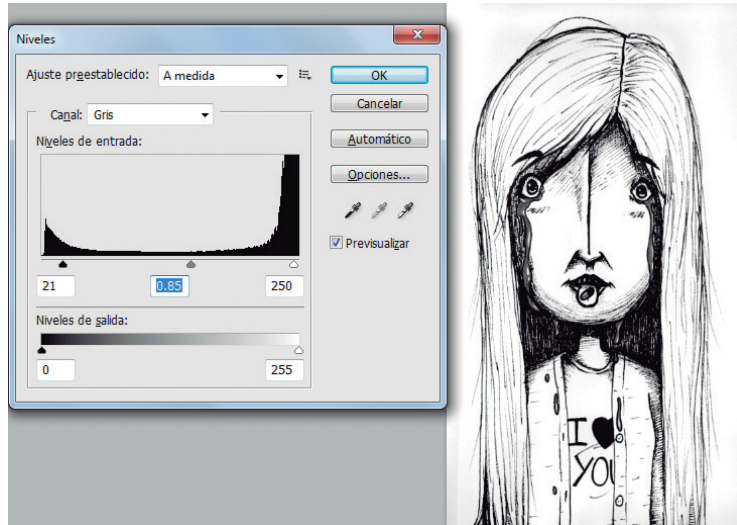 Niveles
Ajuste preestablecido: A medida
OK
Canal: Gris
Cancelar
Niveles de entrada:
Automático
Opciones...
Previsualizar
21 0.85 250
Niveles de salida:
0 255
I ♥
YOU